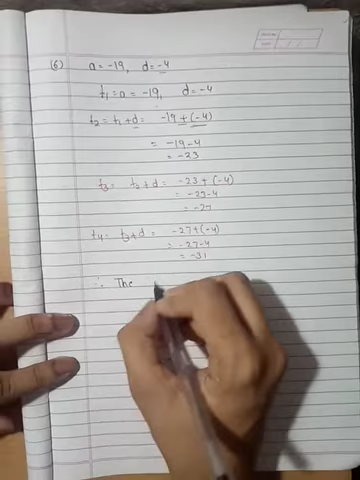 (6) a = -19, d = -4
t₁ = a = -19, d = -4
t₂ = t₁ + d = -19 + (-4)
= -19 - 4
= -23
t₃ = t₂ + d = -23 + (-4)
= -23 - 4
= -27
t₄ = t₃ + d = -27 + (-4)
= -27 - 4
= -31
∴ The